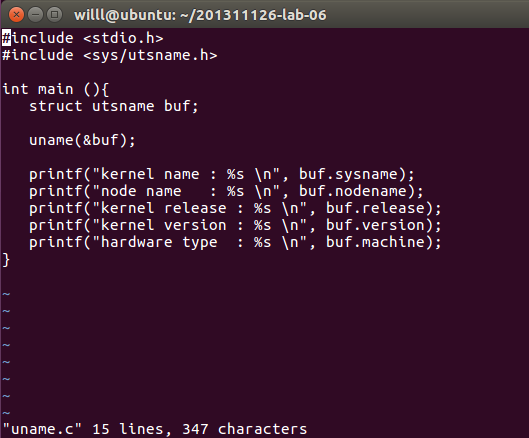 willl@ubuntu: ~/201311126-lab-06
#include <stdio.h>
#include <sys/utsname.h>

int main (){
   struct utsname buf;

   uname(&buf);

   printf("kernel name : %s \n", buf.sysname);
   printf("node name   : %s \n", buf.nodename);
   printf("kernel release : %s \n", buf.release);
   printf("kernel version : %s \n", buf.version);
   printf("hardware type  : %s \n", buf.machine);
}

~
~
~
~
~
~
~
~
"uname.c" 15 lines, 347 characters